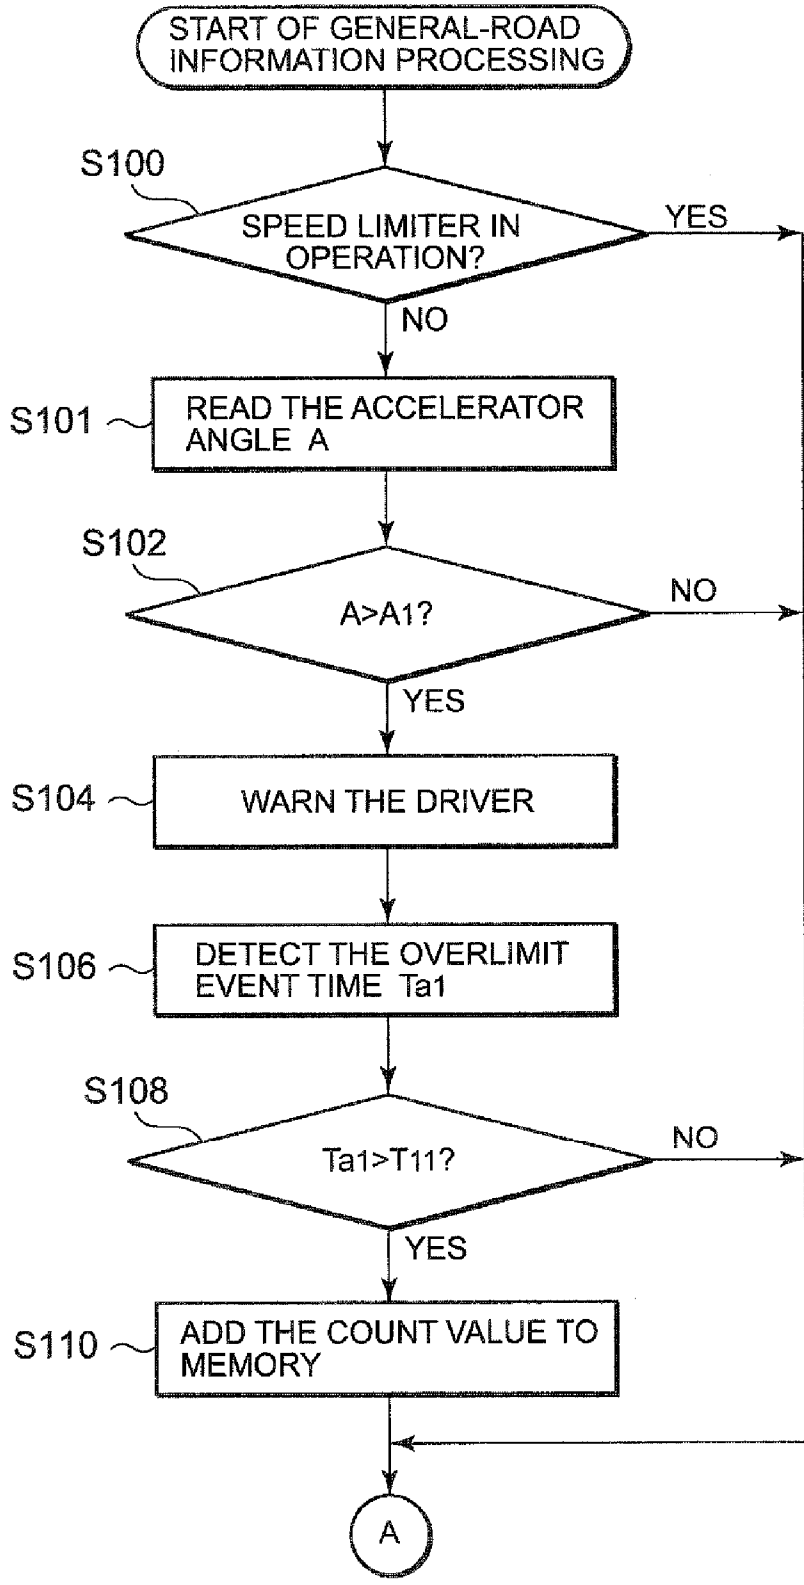 START OF GENERAL-ROAD
INFORMATION PROCESSING
S100
SPEED LIMITER IN
OPERATION?
YES
NO
S101
READ THE ACCELERATOR
ANGLE A
S102
A>A1?
NO
YES
S104
WARN THE DRIVER
S106
DETECT THE OVERLIMIT
EVENT TIME Ta1
S108
Ta1>T11?
NO
YES
S110
ADD THE COUNT VALUE TO
MEMORY
A